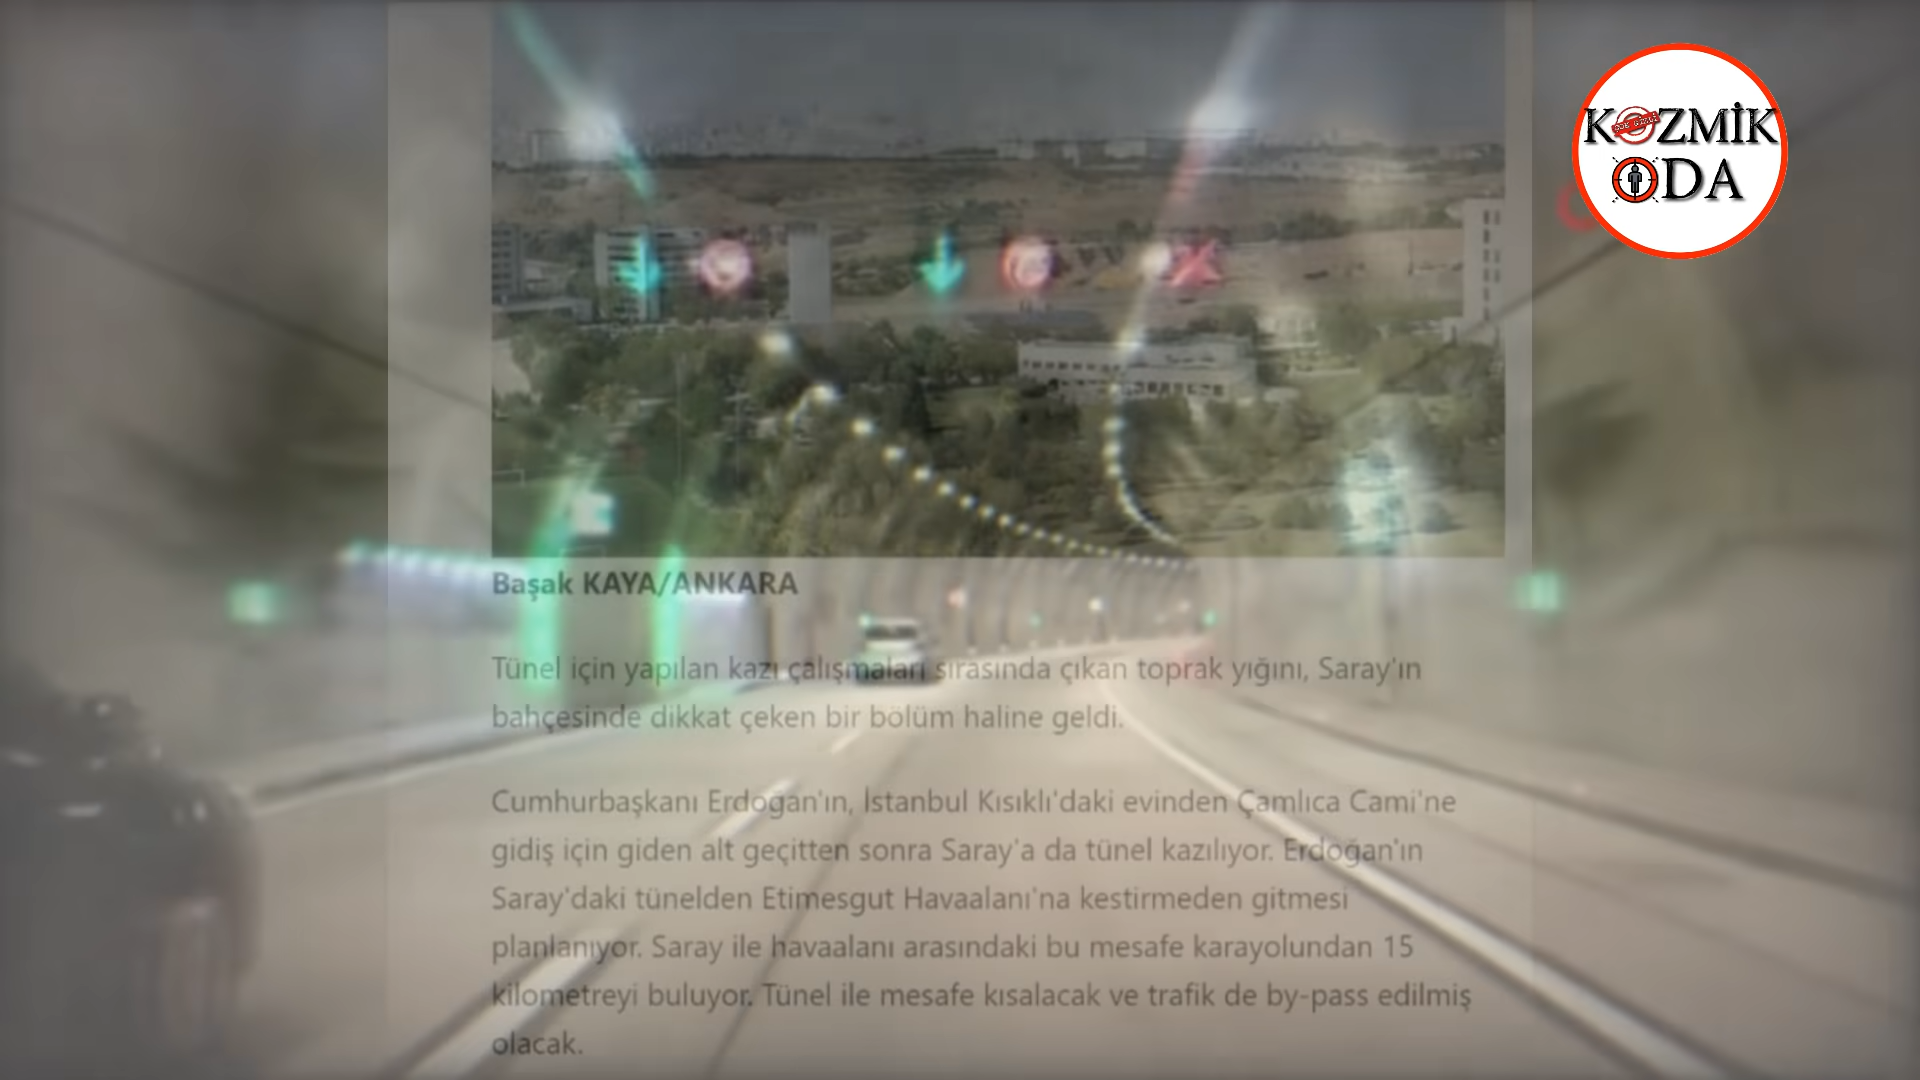 KOZMİK
ODA
Başak KAYA/ANKARA
Tünel için yapılan kazı çalışmaları sırasında çıkan toprak yığını, Saray'ın
bahçesinde dikkat çeken bir bölüm haline geldi.
Cumhurbaşkanı Erdoğan'ın, İstanbul Kısıklı'daki evinden Çamlıca Cami'ne
gidiş için giden alt geçitten sonra Saray'a da tünel kazılıyor. Erdoğan'ın
Saray'daki tünelden Etimesgut Havaalanı'na kestirmeden gitmesi
planlanıyor. Saray ile havaalanı arasındaki bu mesafe karayolundan 15
kilometreyi buluyor. Tünel ile mesafe kısalacak ve trafik de by-pass edilmiş
olacak.